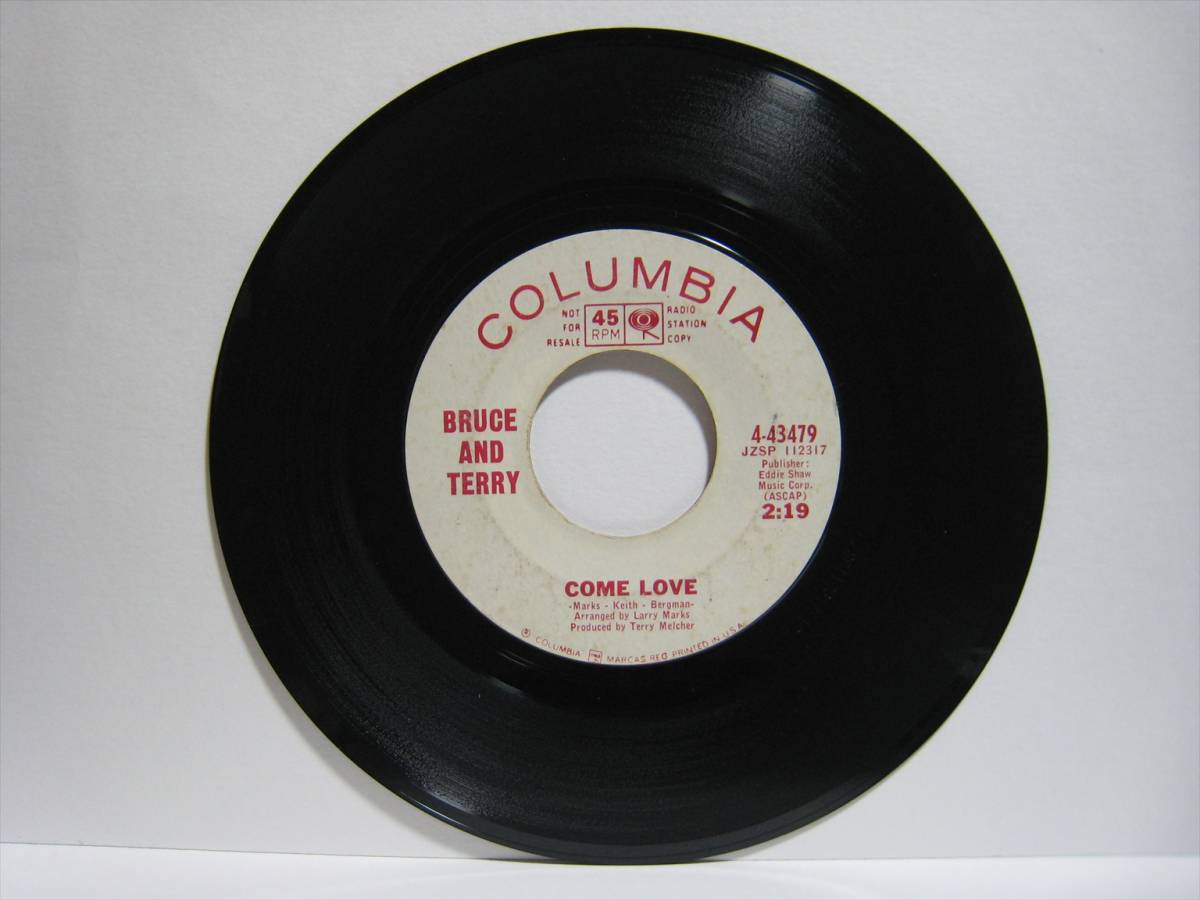 COLUMBIA
NOT
FOR
RESALE
45
RPM
RADIO
STATION
COPY
BRUCE
AND
TERRY
4-43479
JZSP 112317
Publisher:
Eddie Shaw
Music Corp.
(ASCAP)
2:19
COME LOVE
-Marks - Keith - Bergman-
Arranged by Larry Marks
Produced by Terry Melcher
® COLUMBIA MARCAS REG PRINTED IN U.S.A.